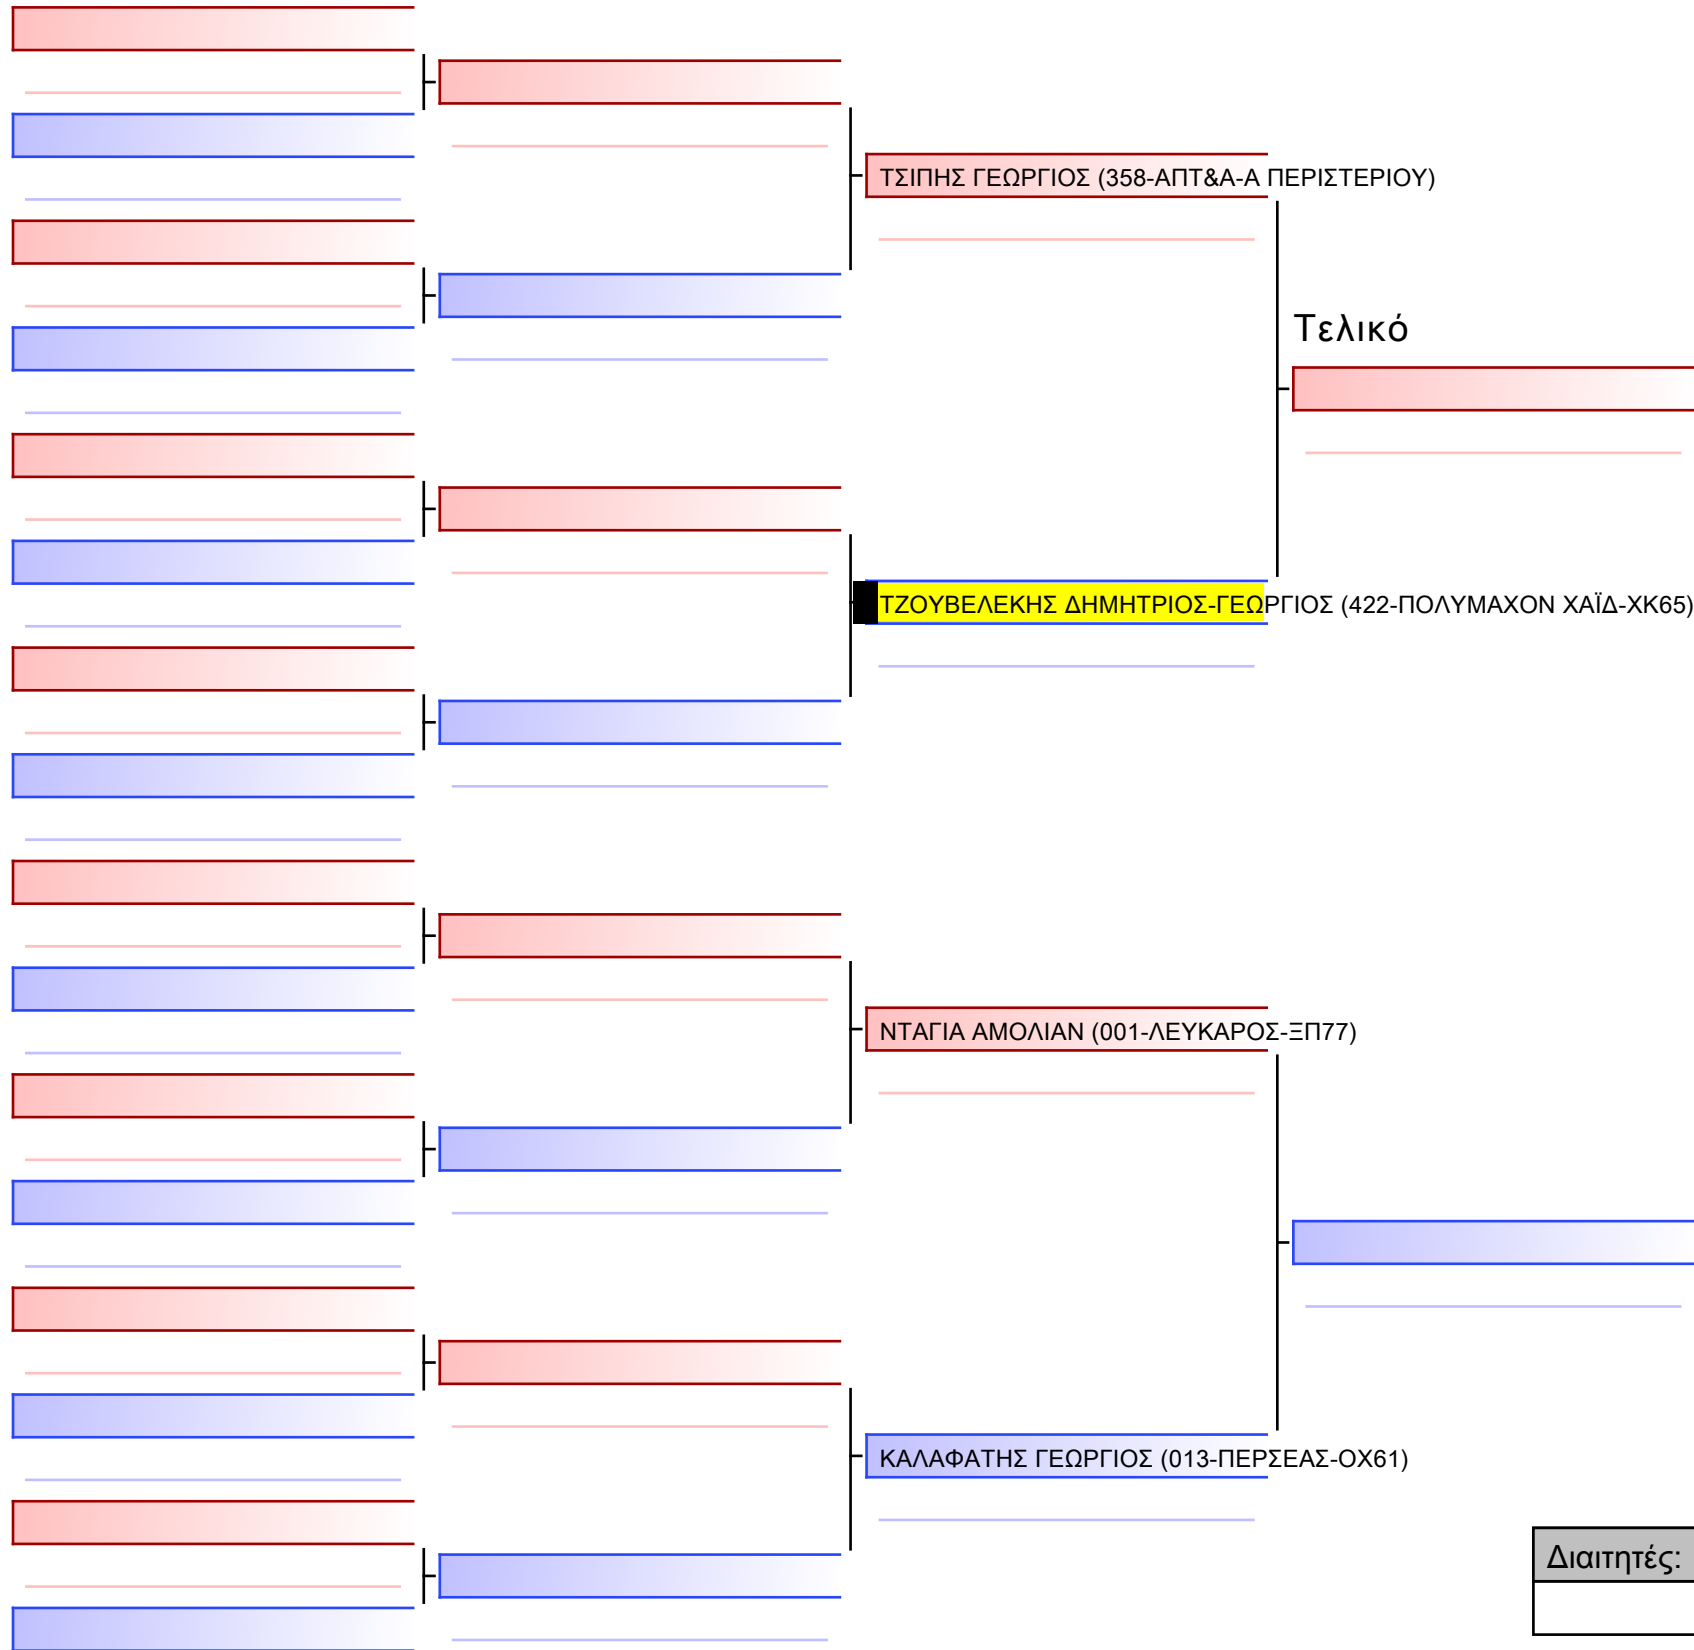 ΤΣΙΠΗΣ ΓΕΩΡΓΙΟΣ (358-ΑΠΤ&Α-Α ΠΕΡΙΣΤΕΡΙΟΥ)
Τελικό
ΤΖΟΥΒΕΛΕΚΗΣ ΔΗΜΗΤΡΙΟΣ-ΓΕΩΡΓΙΟΣ (422-ΠΟΛΥΜΑΧΟΝ ΧΑΪΔ-ΧΚ65)
ΝΤΑΓΙΑ ΑΜΟΛΙΑΝ (001-ΛΕΥΚΑΡΟΣ-ΞΠ77)
ΚΑΛΑΦΑΤΗΣ ΓΕΩΡΓΙΟΣ (013-ΠΕΡΣΕΑΣ-ΟΧ61)
Διαιτητές: